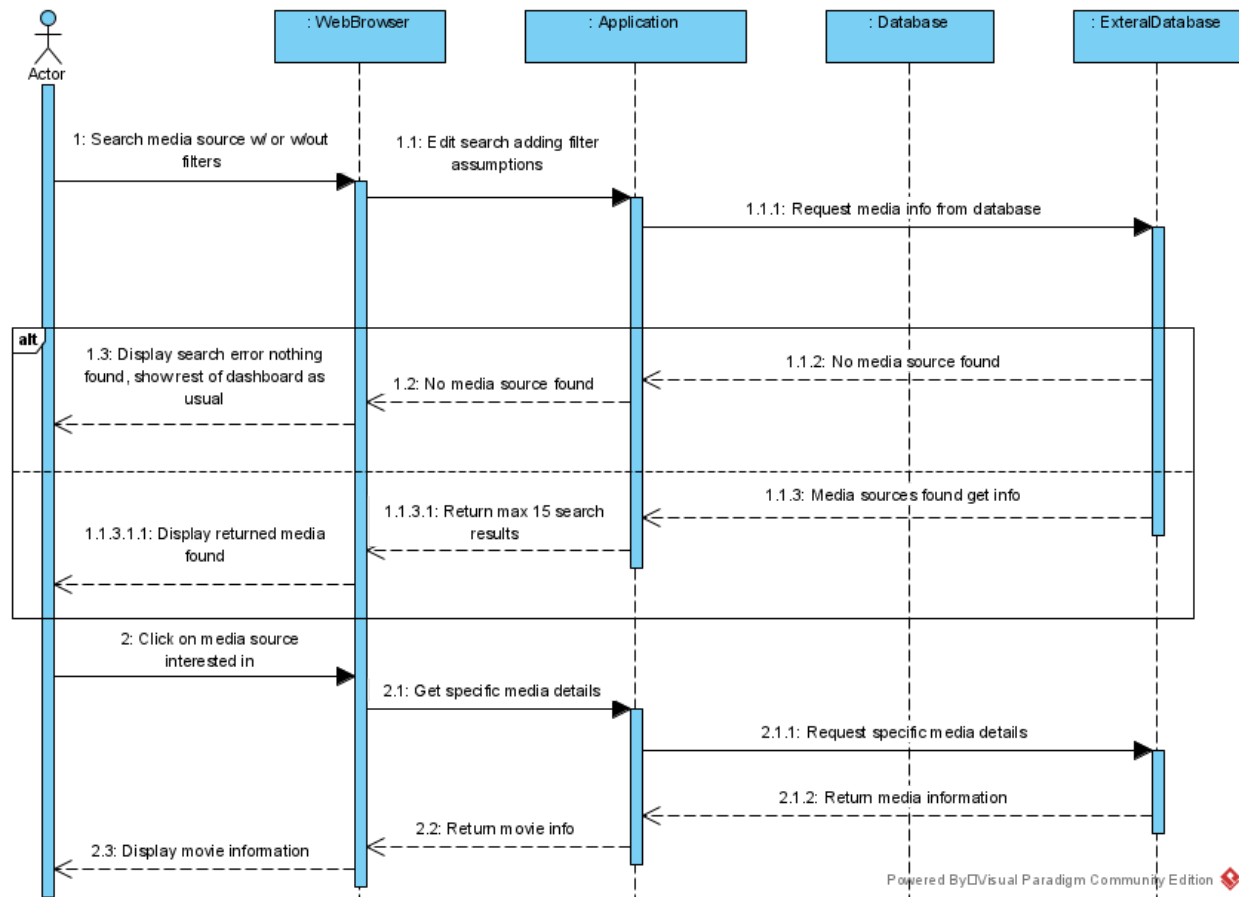 : WebBrowser
: Application
: Database
: ExteralDatabase
Actor
1: Search media source w/ or w/out
filters
1.1: Edit search adding filter
assumptions
1.1.1: Request media info from database
alt
1.3: Display search error nothing
found, show rest of dashboard as
usual
1.2: No media source found
1.1.2: No media source found
1.1.3: Media sources found get info
1.1.3.1: Return max 15 search
results
1.1.3.1.1: Display returned media
found
2: Click on media source
interested in
2.1: Get specific media details
2.1.1: Request specific media details
2.1.2: Return media information
2.2: Return movie info
2.3: Display movie information
Powered By□Visual Paradigm Community Edition